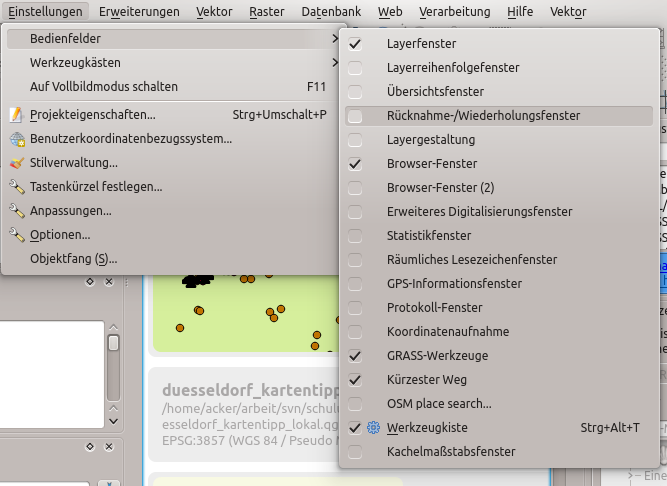 Einstellungen Erweiterungen Vektor Raster Datenbank Web Verarbeitung Hilfe Vektor
Bedienfelder
Werkzeugkästen
Auf Vollbildmodus schalten F11
Projekteigenschaften... Strg+Umschalt+P
Benutzerkoordinatenbezugssystem...
Stilverwaltung...
Tastenkürzel festlegen...
Anpassungen...
Optionen...
Objektfang (S)...
Layerfenster
Layerreihenfolgefenster
Übersichtsfenster
Rücknahme-/Wiederholungsfenster
Layergestaltung
Browser-Fenster
Browser-Fenster (2)
Erweiteres Digitalisierungsfenster
Statistikfenster
Räumliches Lesezeichenfenster
GPS-Informationsfenster
Protokoll-Fenster
Koordinatenaufnahme
GRASS-Werkzeuge
Kürzester Weg
OSM place search...
Werkzeugkiste Strg+Alt+T
Kachelmaßstabsfenster
duesseldorf_kartentipp
/home/acker/arbeit/svn/schulu
esseldorf_kartentipp_lokal.qg
EPSG:3857 (WGS 84 / Pseudo M
Eine